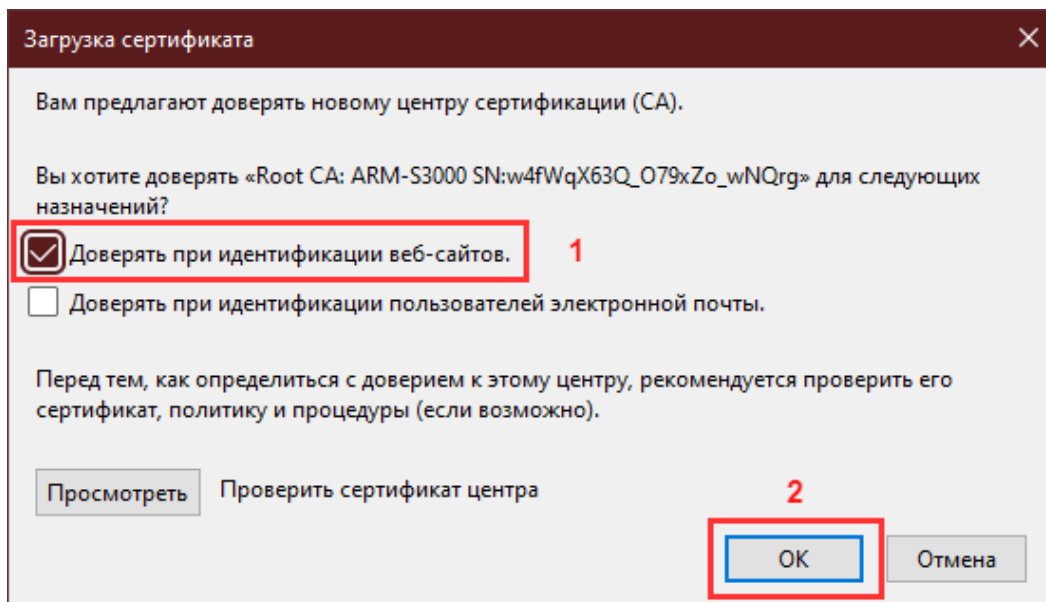 Загрузка сертификата
Вам предлагают доверять новому центру сертификации (CA).
Вы хотите доверять «Root CA: ARM-S3000 SN:w4fWqX63Q_O79xZo_wNQrg» для следующих
назначений?
Доверять при идентификации веб-сайтов.
1
Доверять при идентификации пользователей электронной почты.
Перед тем, как определиться с доверием к этому центру, рекомендуется проверить его
сертификат, политику и процедуры (если возможно).
Просмотреть Проверить сертификат центра
2
ОК Отмена